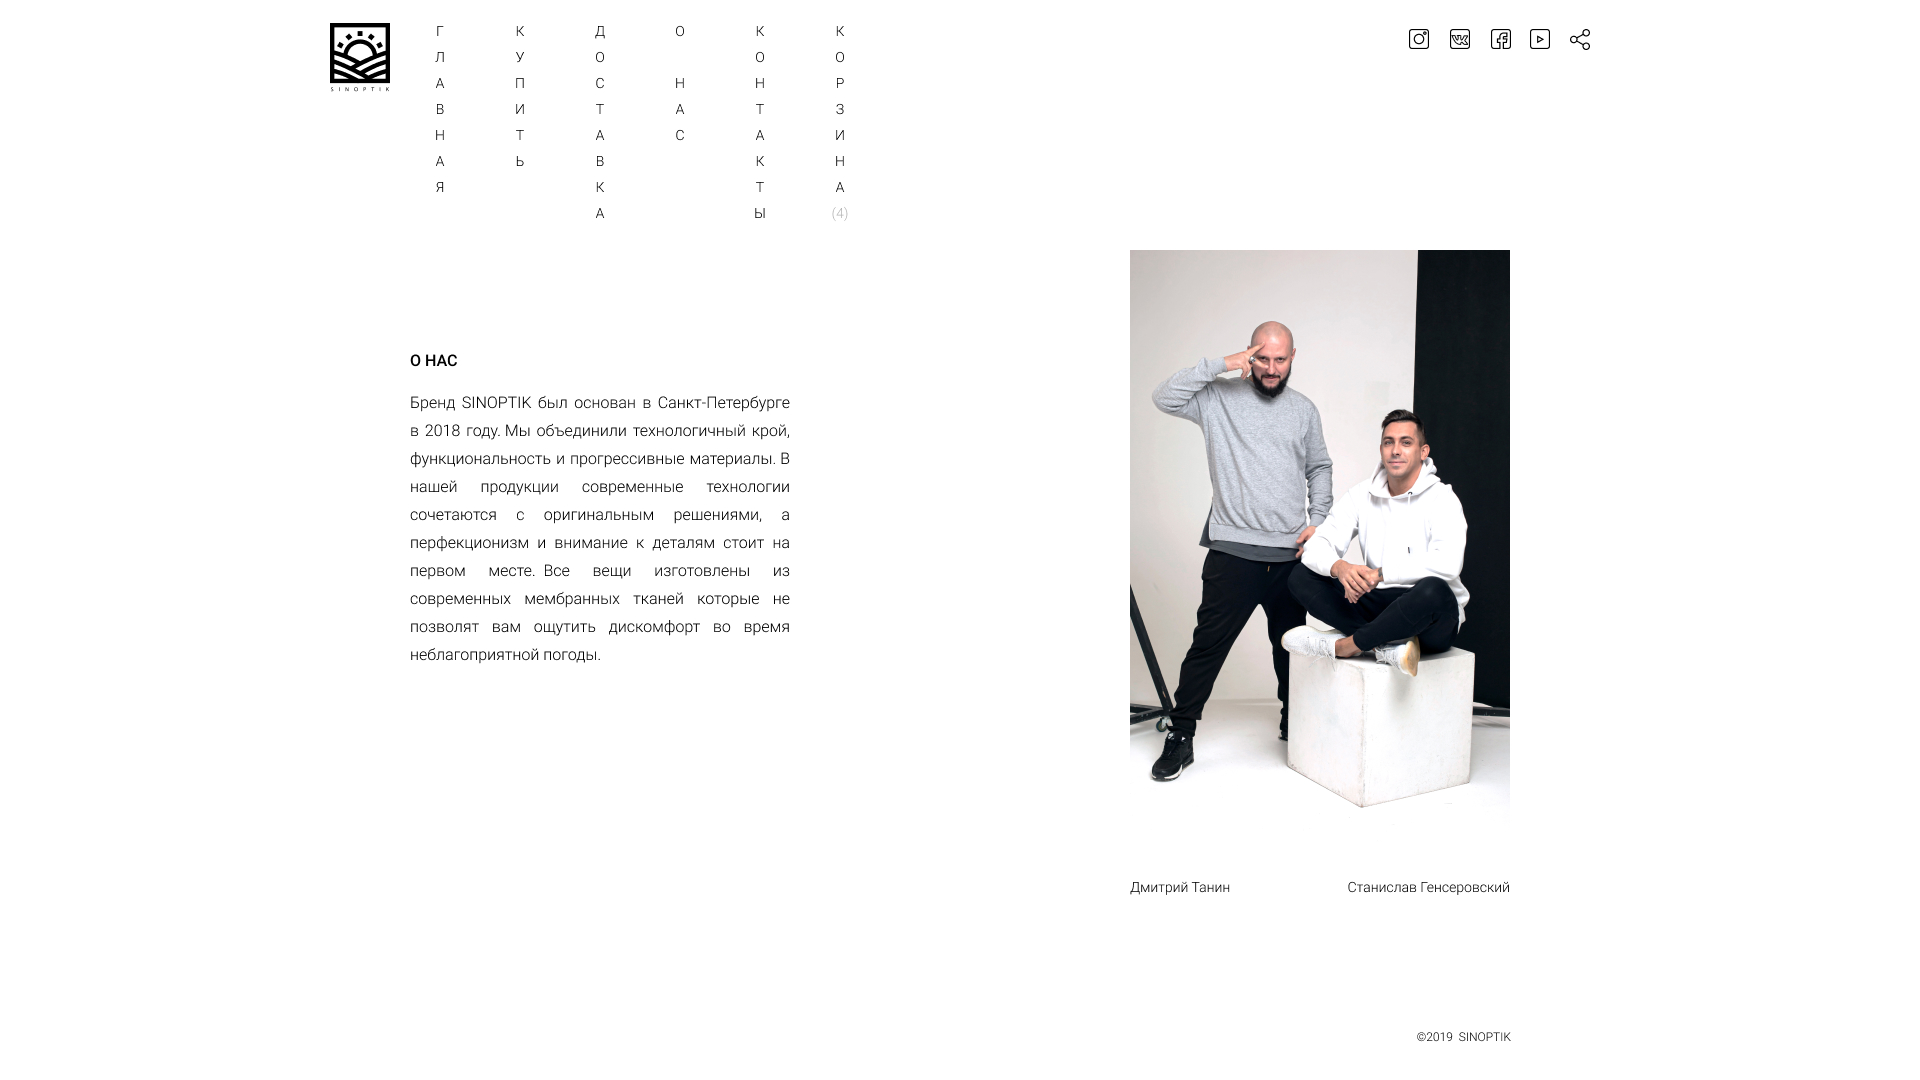 SINOPTIK
ГЛАВНАЯ
КУПИТЬ
ДОСТАВКА
О НАС
КОНТАКТЫ
КОРЗИНА (4)
О НАС
Бренд SINOPTIK был основан в Санкт-Петербурге
в 2018 году. Мы объединили технологичный крой,
функциональность и прогрессивные материалы. В
нашей продукции современные технологии
сочетаются с оригинальным решениями, а
перфекционизм и внимание к деталям стоит на
первом месте. Все вещи изготовлены из
современных мембранных тканей которые не
позволят вам ощутить дискомфорт во время
неблагоприятной погоды.
Дмитрий Танин
Станислав Генсеровский
©2019 SINOPTIK